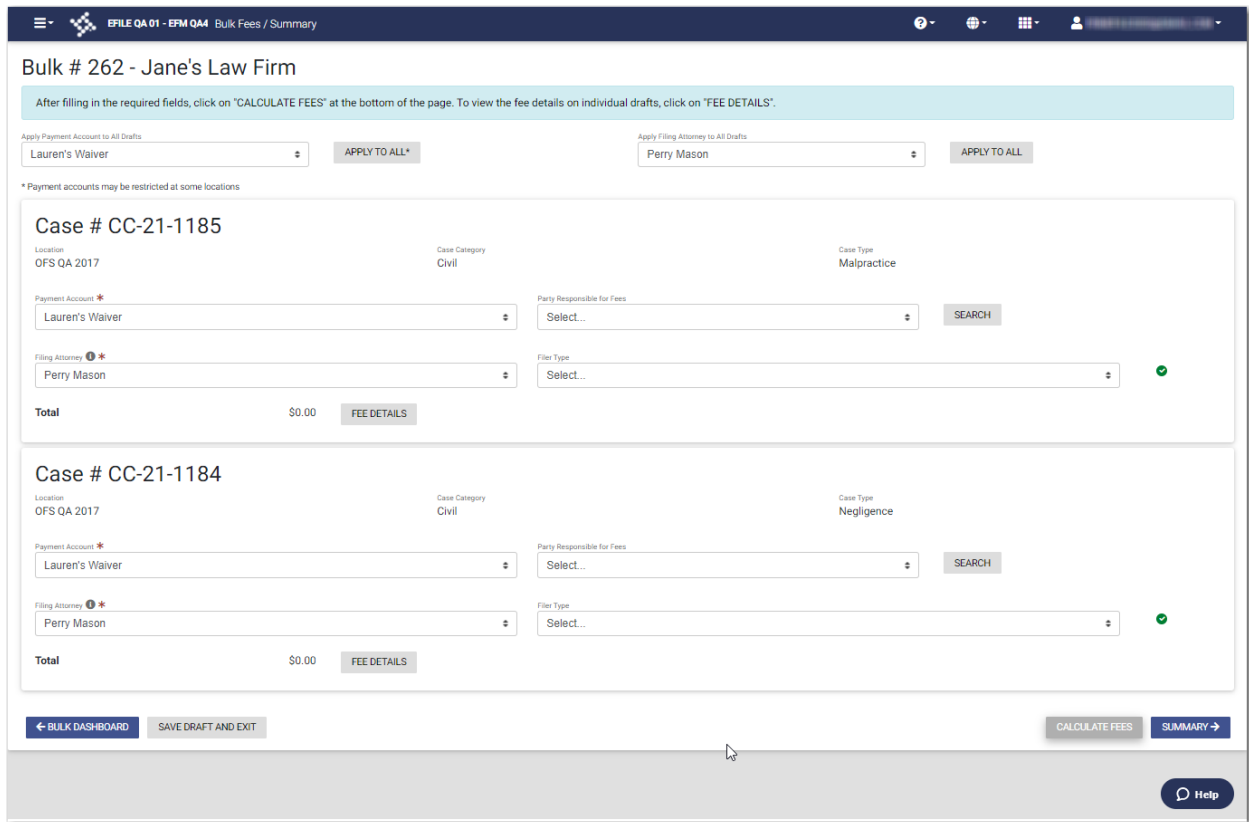 EFILE QA 01 - EFM QA4 Bulk Fees / Summary
Bulk # 262 - Jane's Law Firm
After filling in the required fields, click on "CALCULATE FEES" at the bottom of the page. To view the fee details on individual drafts, click on "FEE DETAILS".
Apply Payment Account to All Drafts
Lauren's Waiver
APPLY TO ALL*
Apply Filing Attorney to All Drafts
Perry Mason
APPLY TO ALL
* Payment accounts may be restricted at some locations
Case # CC-21-1185
Location
OFS QA 2017
Case Category
Civil
Case Type
Malpractice
Payment Account *
Lauren's Waiver
Party Responsible for Fees
Select...
SEARCH
Filing Attorney *
Perry Mason
Filer Type
Select...
Total $0.00 FEE DETAILS
Case # CC-21-1184
Location
OFS QA 2017
Case Category
Civil
Case Type
Negligence
Payment Account *
Lauren's Waiver
Party Responsible for Fees
Select...
SEARCH
Filing Attorney *
Perry Mason
Filer Type
Select...
Total $0.00 FEE DETAILS
← BULK DASHBOARD SAVE DRAFT AND EXIT CALCULATE FEES SUMMARY →
Help